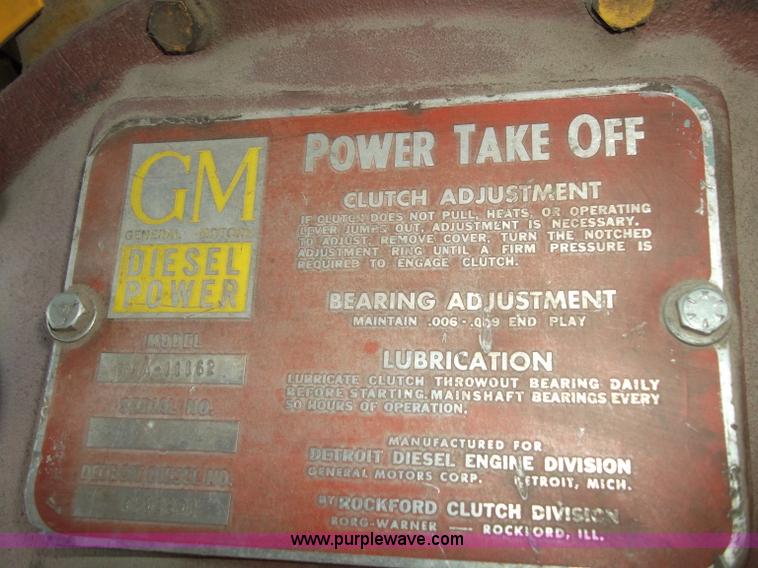 GM
GENERAL MOTORS
DIESEL
POWER
MODEL
SERIAL NO.
DETROIT DIESEL NO.
POWER TAKE OFF
CLUTCH ADJUSTMENT
IF CLUTCH DOES NOT PULL, HEATS, OR OPERATING
LEVER JUMPS OUT, ADJUSTMENT IS NECESSARY.
TO ADJUST, REMOVE COVER, TURN THE NOTCHED
ADJUSTMENT RING UNTIL A FIRM PRESSURE IS
REQUIRED TO ENGAGE CLUTCH.
BEARING ADJUSTMENT
MAINTAIN .006-.009 END PLAY
LUBRICATION
LUBRICATE CLUTCH THROWOUT BEARING DAILY
BEFORE STARTING. MAINSHAFT BEARINGS EVERY
50 HOURS OF OPERATION.
MANUFACTURED FOR
DETROIT DIESEL ENGINE DIVISION
GENERAL MOTORS CORP. DETROIT, MICH.
BY ROCKFORD CLUTCH DIVISION
BORG-WARNER — ROCKFORD, ILL.
www.purplewave.com